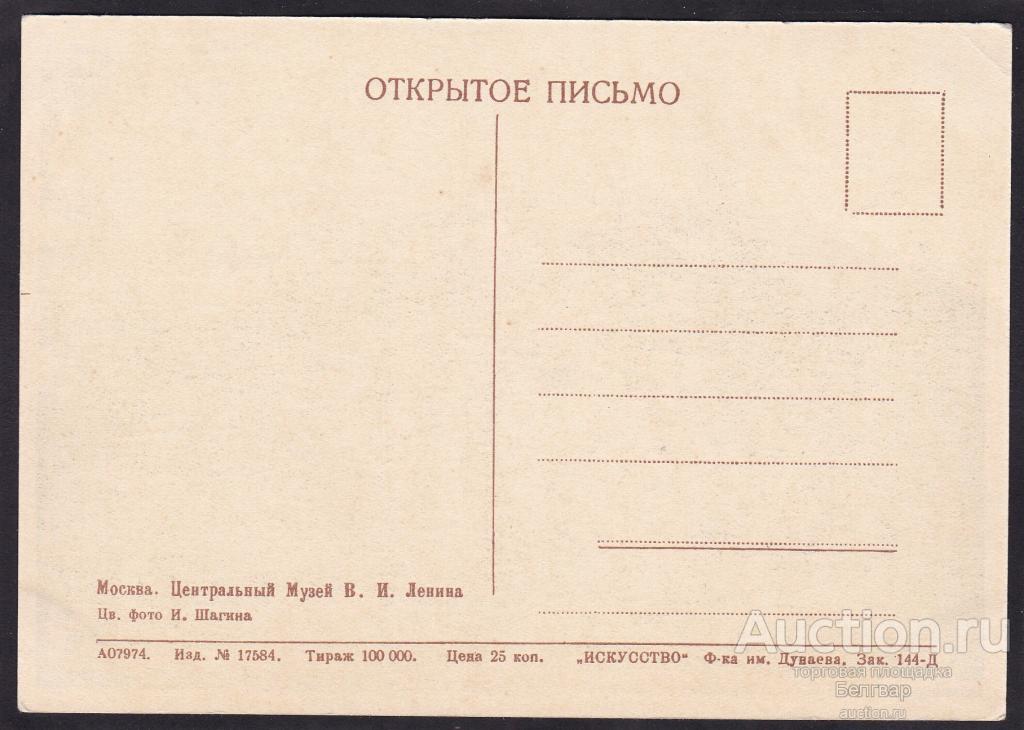 ОТКРЫТОЕ ПИСЬМО
Москва. Центральный Музей В. И. Ленина
Цв. фото И. Шагина
А07974. Изд. № 17584. Тираж 100 000. Цена 25 коп. „ИСКУССТВО“ Ф-ка им. Дунаева. Зак. 144-Д
Auction.ru
торговая площадка
Белгвар
auction.ru